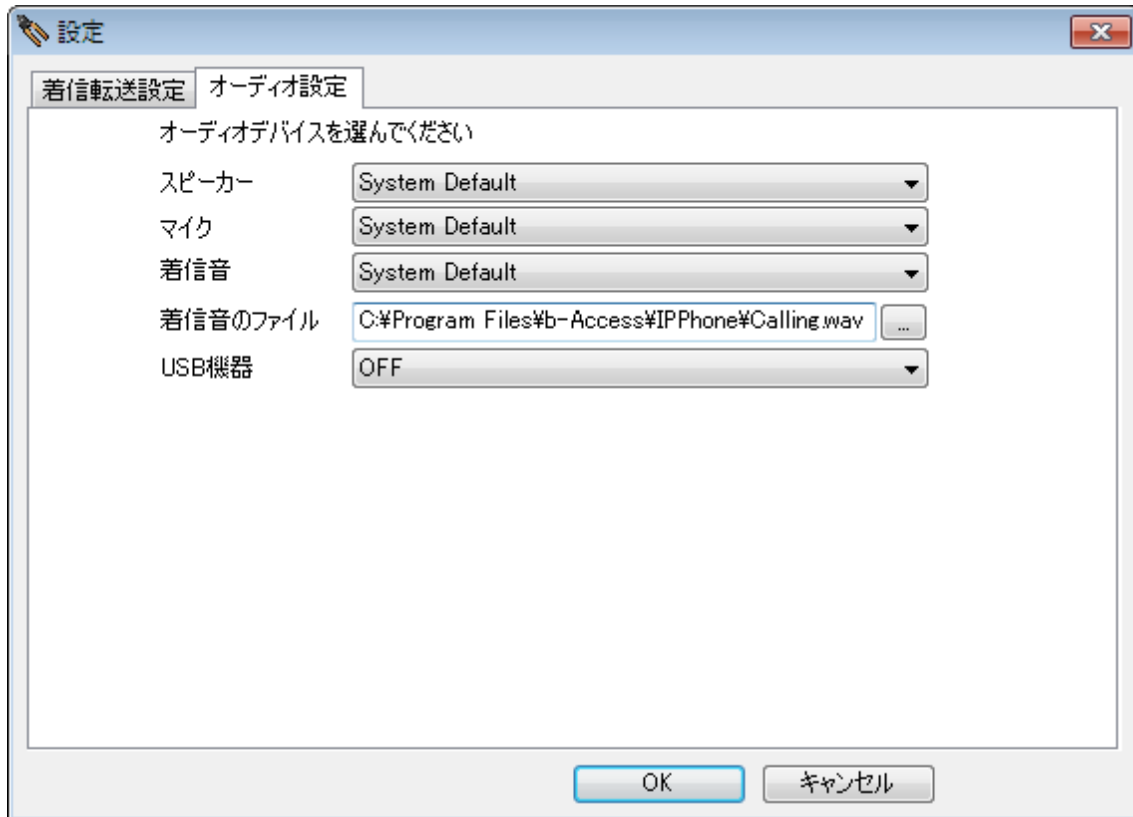 設定
着信転送設定 オーディオ設定
オーディオデバイスを選んでください
スピーカー System Default
マイク System Default
着信音 System Default
着信音のファイル C:¥Program Files¥b-Access¥IPPhone¥Calling.wav ...
USB機器 OFF
OK キャンセル